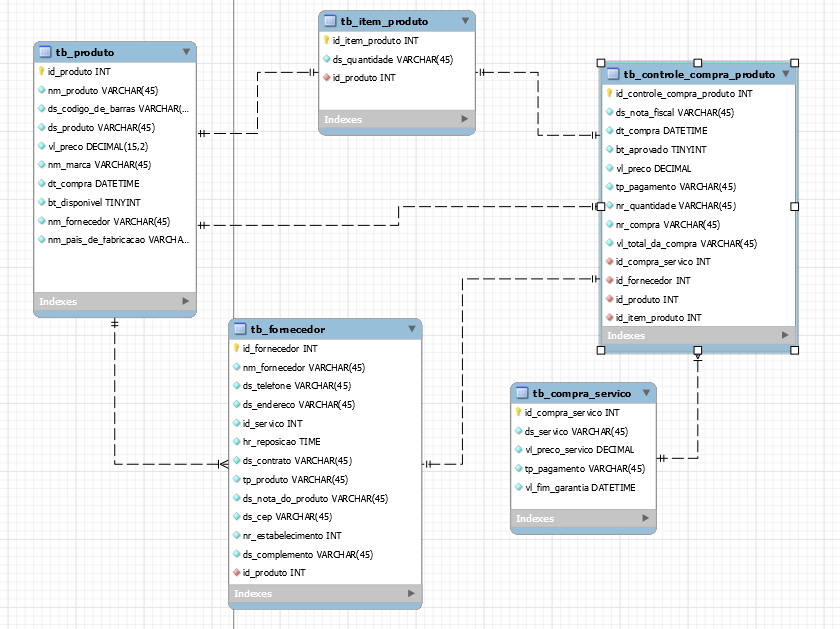 tb_produto
id_produto INT
nm_produto VARCHAR(45)
ds_codigo_de_barras VARCHAR(...
ds_produto VARCHAR(45)
vl_preco DECIMAL(15,2)
nm_marca VARCHAR(45)
dt_compra DATETIME
bt_disponivel TINYINT
nm_fornecedor VARCHAR(45)
nm_pais_de_fabricacao VARCHA...
Indexes
tb_item_produto
id_item_produto INT
ds_quantidade VARCHAR(45)
id_produto INT
Indexes
tb_controle_compra_produto
id_controle_compra_produto INT
ds_nota_fiscal VARCHAR(45)
dt_compra DATETIME
bt_aprovado TINYINT
vl_preco DECIMAL
tp_pagamento VARCHAR(45)
nr_quantidade VARCHAR(45)
nr_compra VARCHAR(45)
vl_total_da_compra VARCHAR(45)
id_compra_servico INT
id_fornecedor INT
id_produto INT
id_item_produto INT
Indexes
tb_fornecedor
id_fornecedor INT
nm_fornecedor VARCHAR(45)
ds_telefone VARCHAR(45)
ds_endereco VARCHAR(45)
id_servico INT
hr_reposicao TIME
ds_contrato VARCHAR(45)
tp_produto VARCHAR(45)
ds_nota_do_produto VARCHAR(45)
ds_cep VARCHAR(45)
nr_estabelecimento INT
ds_complemento VARCHAR(45)
id_produto INT
Indexes
tb_compra_servico
id_compra_servico INT
ds_servico VARCHAR(45)
vl_preco_servico DECIMAL
tp_pagamento VARCHAR(45)
vl_fim_garantia DATETIME
Indexes